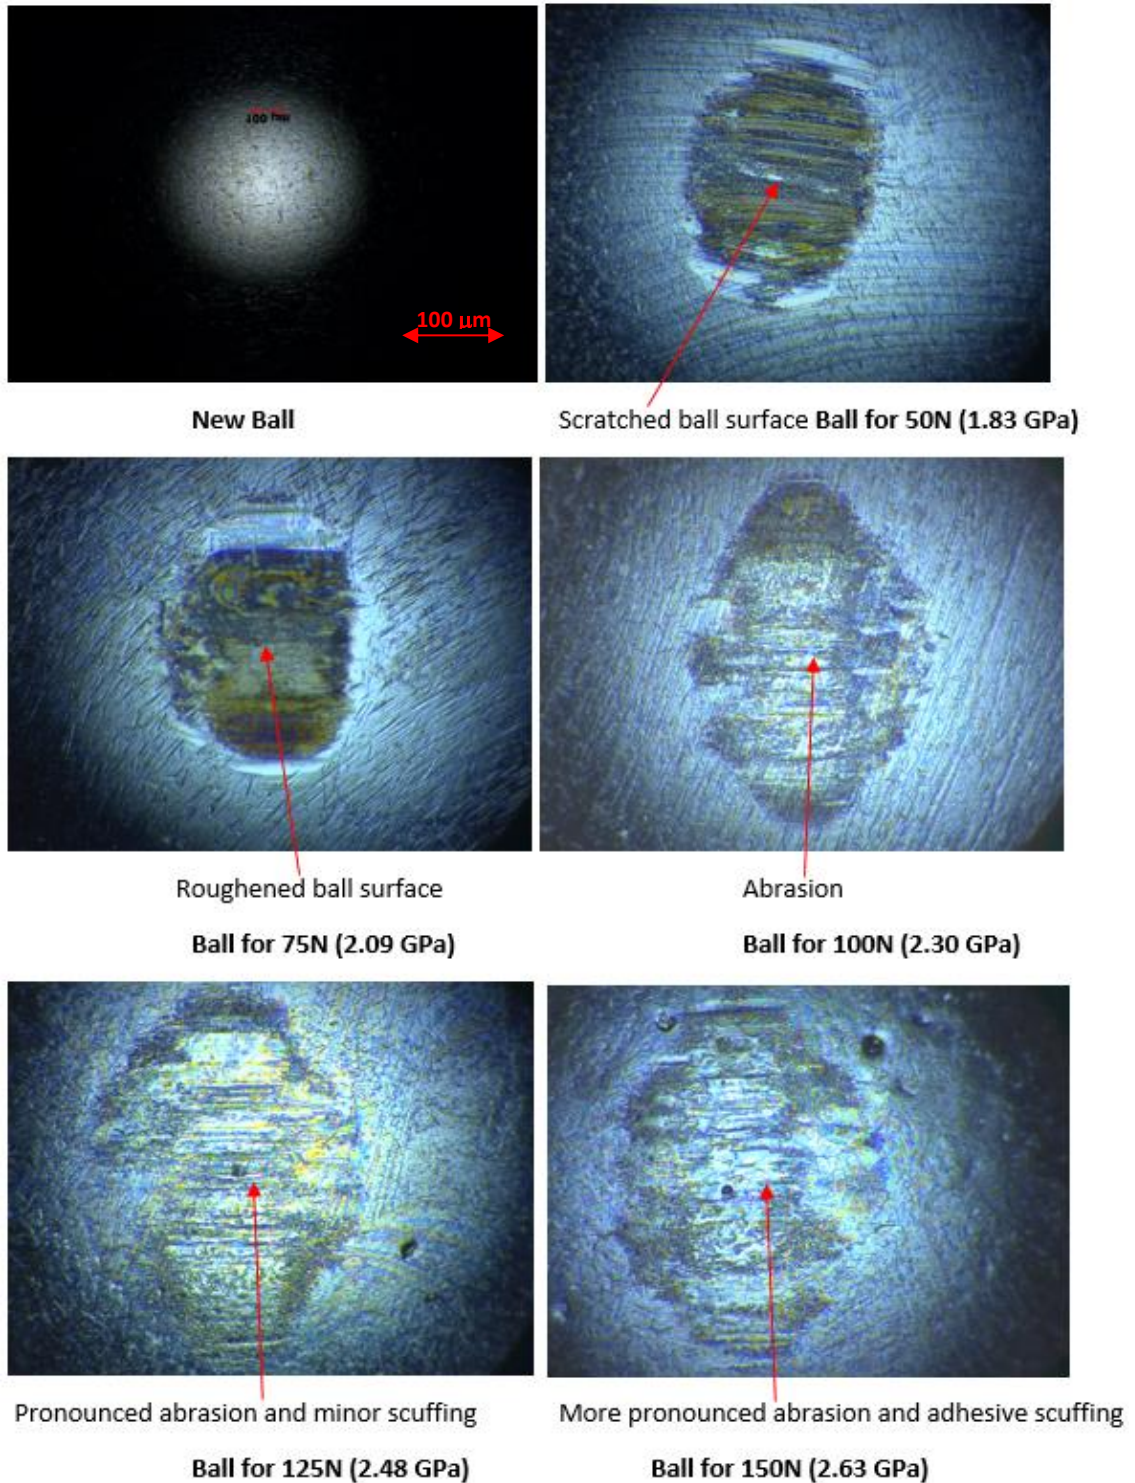 100 µm
100 µm
New Ball
Scratched ball surface Ball for 50N (1.83 GPa)
Roughened ball surface
Abrasion
Ball for 75N (2.09 GPa)
Ball for 100N (2.30 GPa)
Pronounced abrasion and minor scuffing
More pronounced abrasion and adhesive scuffing
Ball for 125N (2.48 GPa)
Ball for 150N (2.63 GPa)